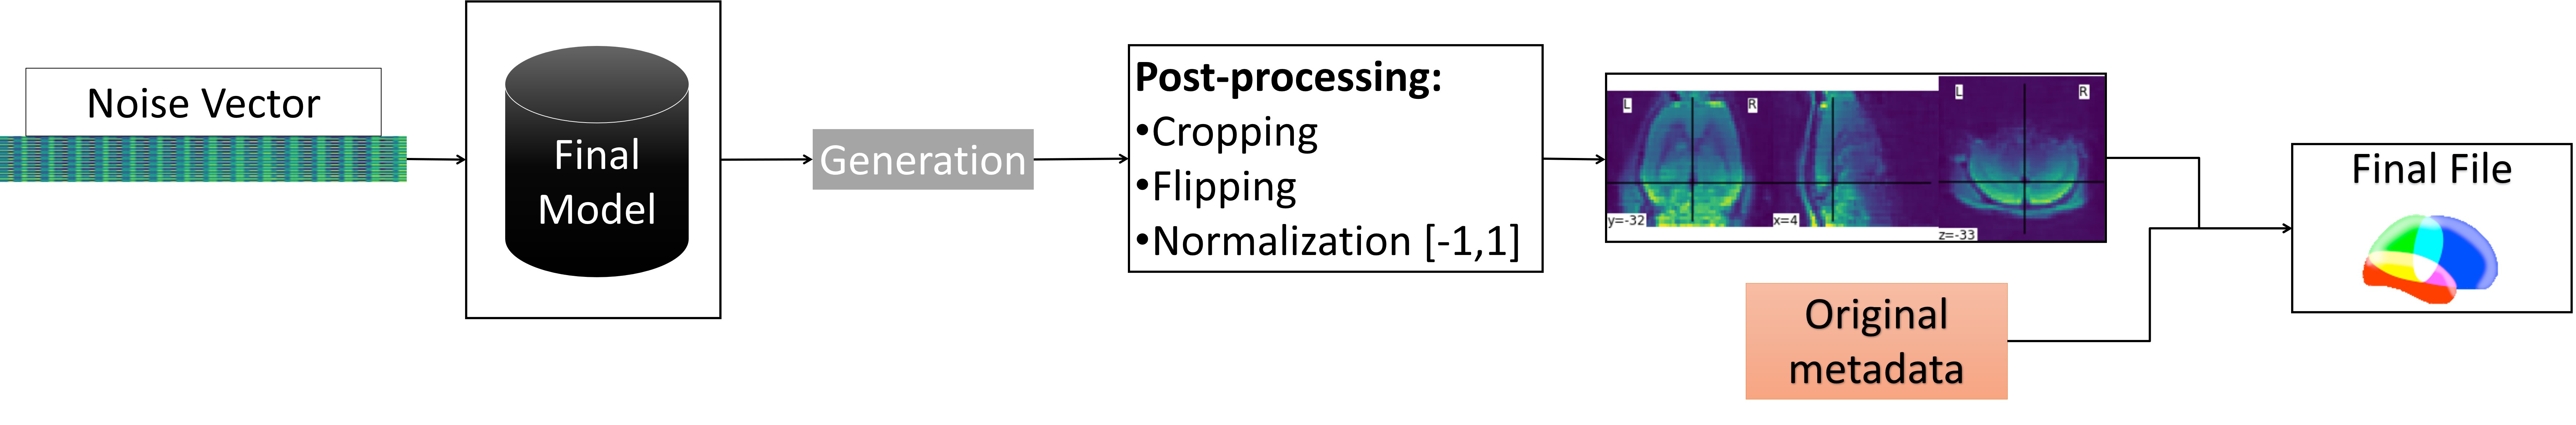 Noise Vector
Final
Model
Generation
Post-processing:
•Cropping
•Flipping
•Normalization [-1,1]
L
R
y=-32
x=4
L
R
z=-33
Original
metadata
Final File